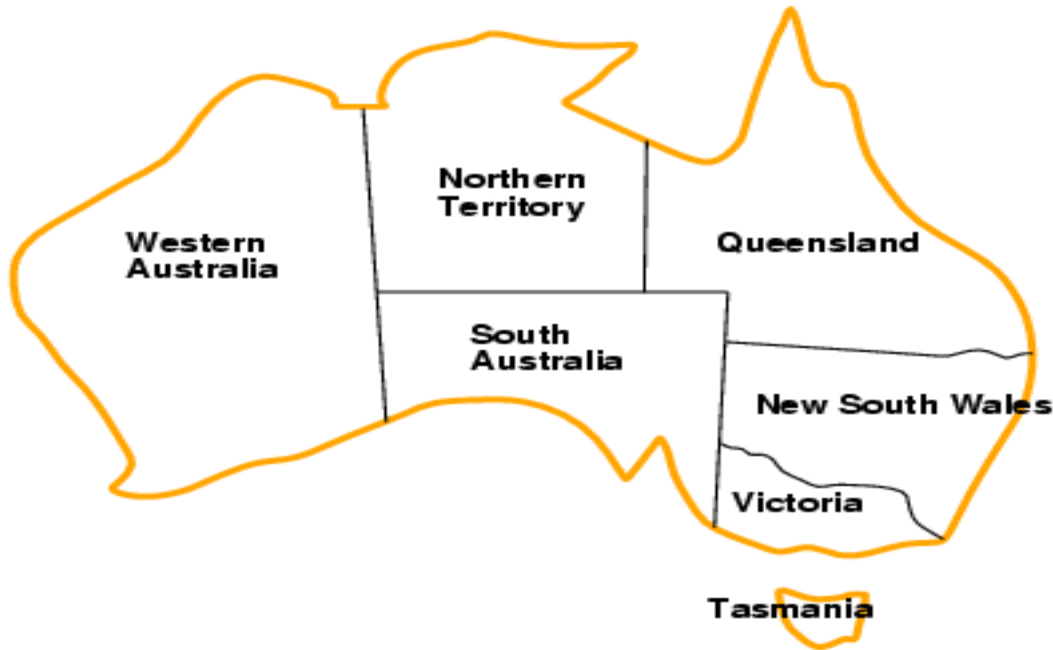 Northern
Territory
Western
Australia
Queensland
South
Australia
New South Wales
Victoria
Tasmania